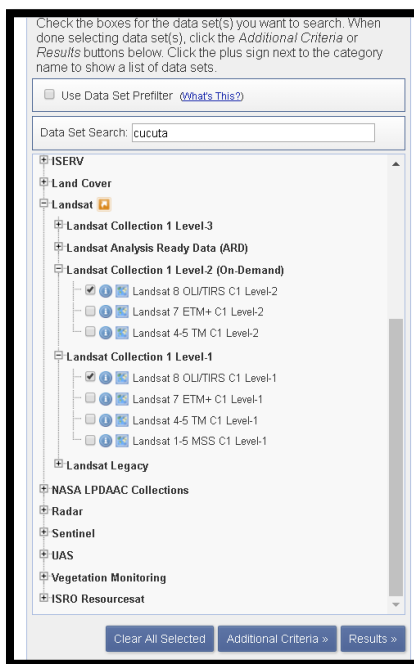 Check the boxes for the data set(s) you want to search. When
done selecting data set(s), click the Additional Criteria or
Results buttons below. Click the plus sign next to the category
name to show a list of data sets.
Use Data Set Prefilter (What's This?)
Data Set Search: cucuta
ISERV
Land Cover
Landsat
Landsat Collection 1 Level-3
Landsat Analysis Ready Data (ARD)
Landsat Collection 1 Level-2 (On-Demand)
Landsat 8 OLI/TIRS C1 Level-2
Landsat 7 ETM+ C1 Level-2
Landsat 4-5 TM C1 Level-2
Landsat Collection 1 Level-1
Landsat 8 OLI/TIRS C1 Level-1
Landsat 7 ETM+ C1 Level-1
Landsat 4-5 TM C1 Level-1
Landsat 1-5 MSS C1 Level-1
Landsat Legacy
NASA LPDAAC Collections
Radar
Sentinel
UAS
Vegetation Monitoring
ISRO Resourcesat
Clear All Selected Additional Criteria » Results »